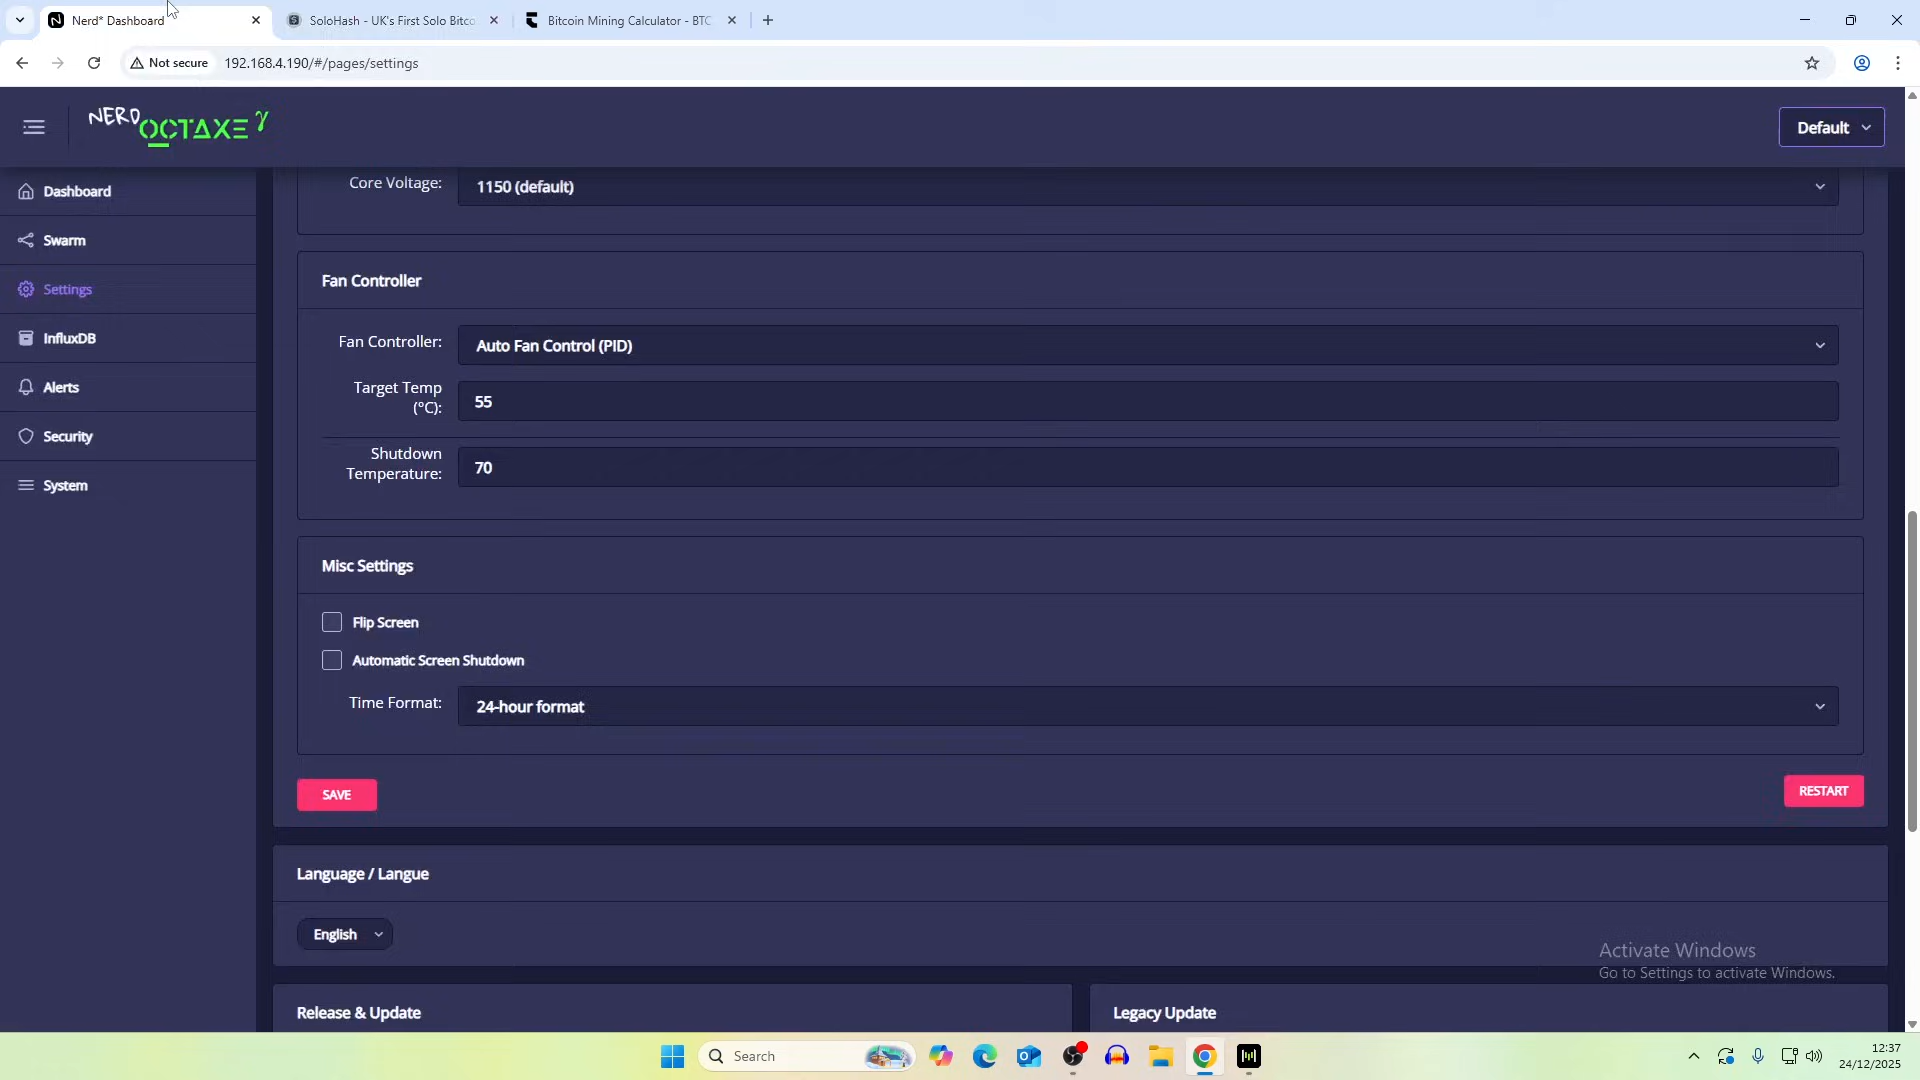 Nerd* Dashboard
SoloHash - UK's First Solo Bitco
Bitcoin Mining Calculator - BTC
Not secure
192.168.4.190/#/pages/settings
NERD OCTAXE γ
Default
Dashboard
Swarm
Settings
InfluxDB
Alerts
Security
System
Core Voltage:
1150 (default)
Fan Controller
Fan Controller:
Auto Fan Control (PID)
Target Temp
(°C):
55
Shutdown
Temperature:
70
Misc Settings
Flip Screen
Automatic Screen Shutdown
Time Format:
24-hour format
SAVE
RESTART
Language / Langue
English
Activate Windows
Go to Settings to activate Windows.
Release & Update
Legacy Update
Search
12:37
24/12/2025